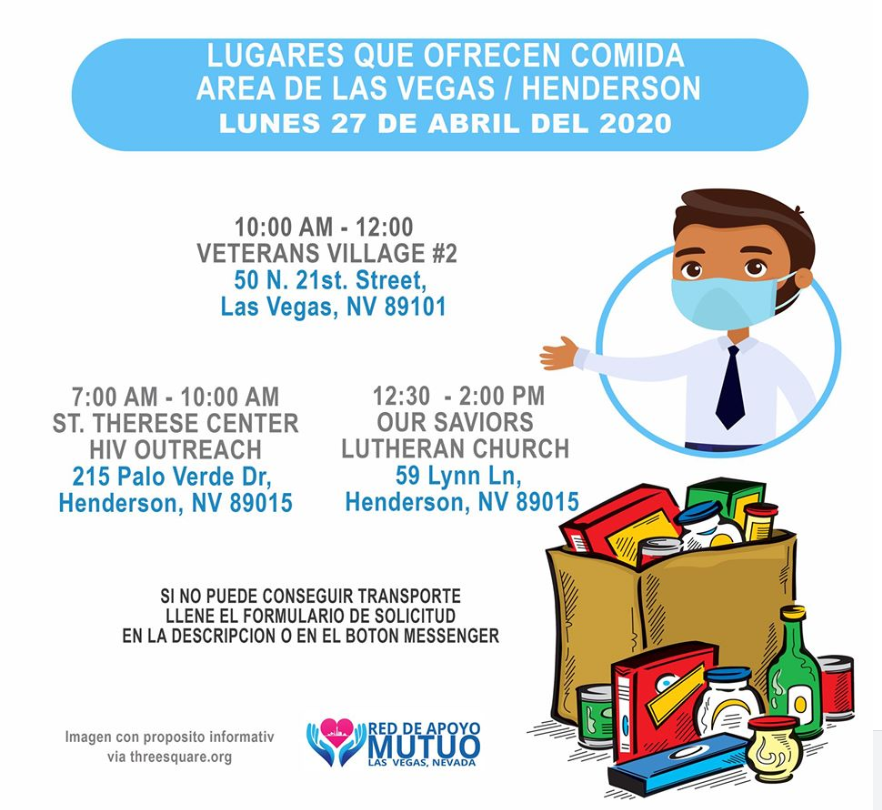 LUGARES QUE OFRECEN COMIDA
AREA DE LAS VEGAS / HENDERSON
LUNES 27 DE ABRIL DEL 2020
10:00 AM - 12:00
VETERANS VILLAGE #2
50 N. 21st. Street,
Las Vegas, NV 89101
7:00 AM - 10:00 AM
ST. THERESE CENTER
HIV OUTREACH
215 Palo Verde Dr,
Henderson, NV 89015
12:30 - 2:00 PM
OUR SAVIORS
LUTHERAN CHURCH
59 Lynn Ln,
Henderson, NV 89015
SI NO PUEDE CONSEGUIR TRANSPORTE
LLENE EL FORMULARIO DE SOLICITUD
EN LA DESCRIPCION O EN EL BOTON MESSENGER
Imagen con proposito informativ
via threesquare.org
RED DE APOYO
MUTUO
LAS VEGAS, NEVADA